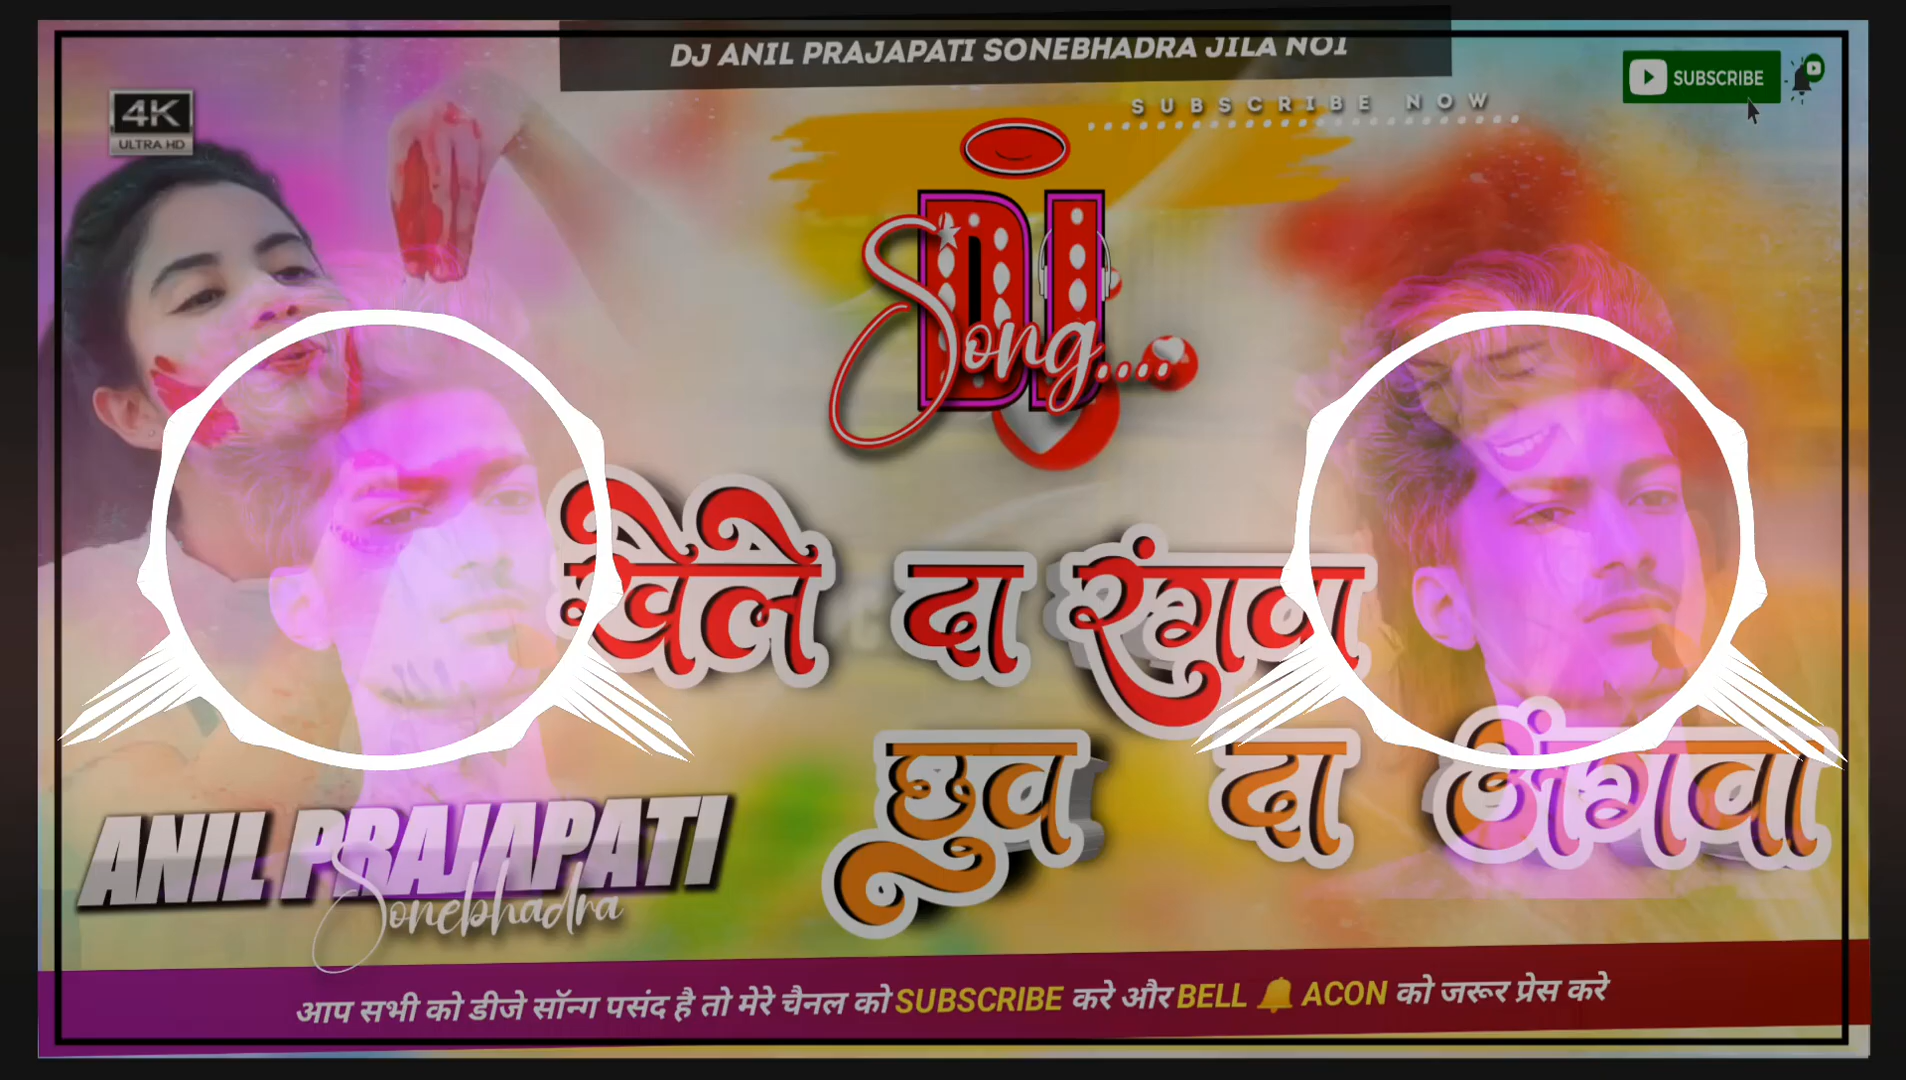 DJ ANIL PRAJAPATI SONEBHADRA JILA NO1
SUBSCRIBE
SUBSCRIBE NOW
4K
ULTRA HD
DJ
Song....
खेले दा रंगवा
छुव दा अंगवा
ANIL PRAJAPATI
Sonebhadra
आप सभी को डीजे सॉन्ग पसंद है तो मेरे चैनल को SUBSCRIBE करे और BELL ACON को जरूर प्रेस करे